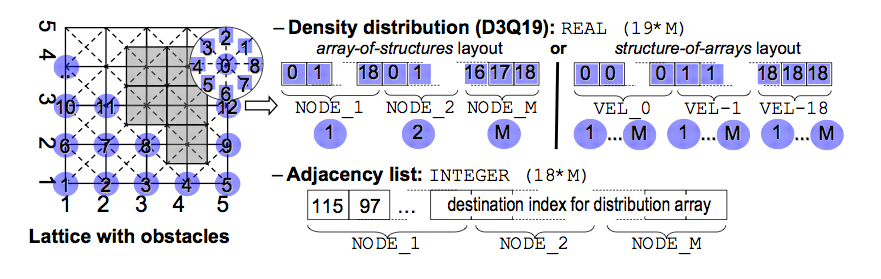 5
4
3
2
1
1 2 3 4 5
...
10 11 12
6 7 8 9
1 2 3 4 5
3 2 1
4 0 8
5 6 7
Lattice with obstacles
– Density distribution (D3Q19): REAL (19*M)
array-of-structures layout or structure-of-arrays layout
0 1 18 0 1 16 17 18
NODE_1 NODE_2 NODE_M
1 2 M
0 0 0 1 1 18 18 18
VEL_0 VEL-1 VEL-18
1 ... M 1 ... M 1 ... M
– Adjacency list: INTEGER (18*M)
115 97 ... destination index for distribution array
NODE_1 NODE_2 NODE_M